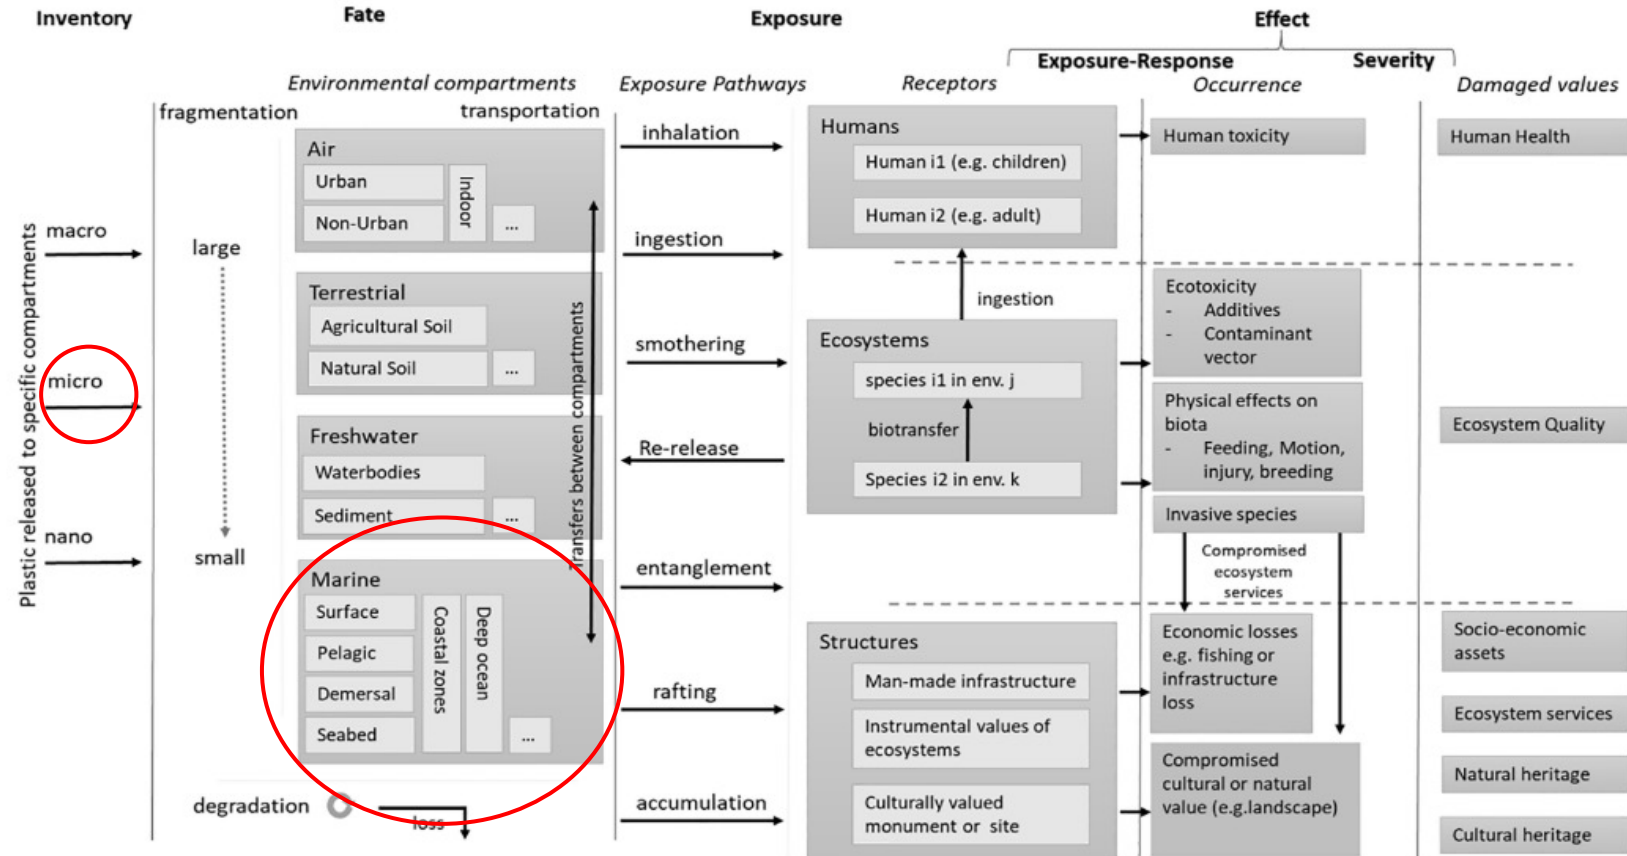 Inventory
Fate
Exposure
Effect
Exposure-Response
Severity
Environmental compartments
Exposure Pathways
Receptors
Occurrence
Damaged values
Plastic released to specific compartments
macro
micro
nano
fragmentation
large
small
degradation
loss
transportation
Air
Urban
Non-Urban
Indoor
...
Terrestrial
Agricultural Soil
Natural Soil
...
Freshwater
Waterbodies
Sediment
...
Marine
Surface
Pelagic
Demersal
Seabed
Coastal zones
Deep ocean
...
Transfers between compartments
inhalation
ingestion
smothering
Re-release
entanglement
rafting
accumulation
Humans
Human i1 (e.g. children)
Human i2 (e.g. adult)
ingestion
Ecosystems
species i1 in env. j
biotransfer
Species i2 in env. k
Structures
Man-made infrastructure
Instrumental values of
ecosystems
Culturally valued
monument or site
Human toxicity
Ecotoxicity
- Additives
- Contaminant
vector
Physical effects on
biota
- Feeding, Motion,
injury, breeding
Invasive species
Compromised
ecosystem
services
Economic losses
e.g. fishing or
infrastructure
loss
Compromised
cultural or natural
value (e.g.landscape)
Human Health
Ecosystem Quality
Socio-economic
assets
Ecosystem services
Natural heritage
Cultural heritage